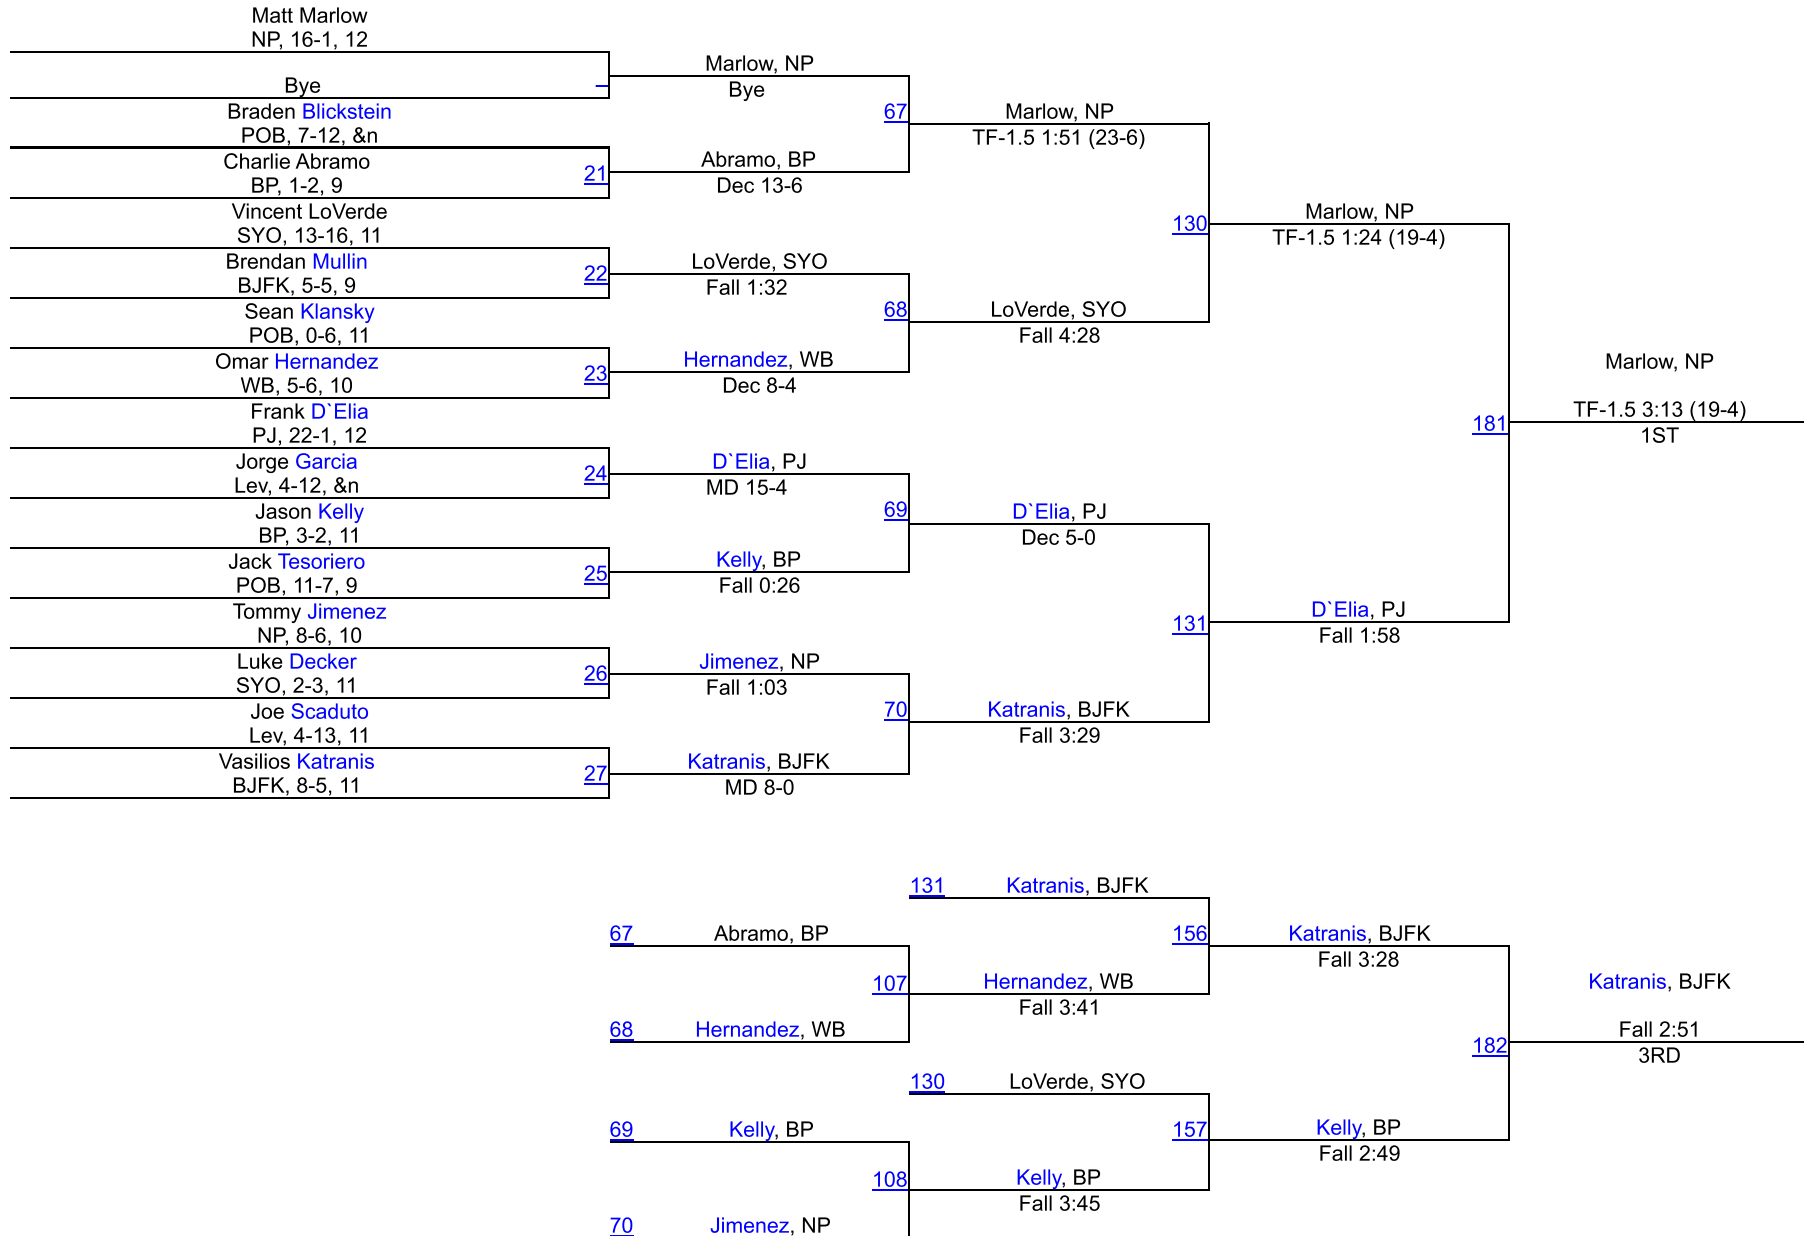 Matt Marlow
NP, 16-1, 12
Bye
Braden Blickstein
POB, 7-12, &n
Charlie Abramo
BP, 1-2, 9
Vincent LoVerde
SYO, 13-16, 11
Brendan Mullin
BJFK, 5-5, 9
Sean Klansky
POB, 0-6, 11
Omar Hernandez
WB, 5-6, 10
Frank D`Elia
PJ, 22-1, 12
Jorge Garcia
Lev, 4-12, &n
Jason Kelly
BP, 3-2, 11
Jack Tesoriero
POB, 11-7, 9
Tommy Jimenez
NP, 8-6, 10
Luke Decker
SYO, 2-3, 11
Joe Scaduto
Lev, 4-13, 11
Vasilios Katranis
BJFK, 8-5, 11
21
22
23
24
25
26
27
Marlow, NP
Bye
Abramo, BP
Dec 13-6
LoVerde, SYO
Fall 1:32
Hernandez, WB
Dec 8-4
D`Elia, PJ
MD 15-4
Kelly, BP
Fall 0:26
Jimenez, NP
Fall 1:03
Katranis, BJFK
MD 8-0
67
68
69
70
Marlow, NP
TF-1.5 1:51 (23-6)
LoVerde, SYO
Fall 4:28
D`Elia, PJ
Dec 5-0
Katranis, BJFK
Fall 3:29
130
131
Marlow, NP
TF-1.5 1:24 (19-4)
D`Elia, PJ
Fall 1:58
181
Marlow, NP
TF-1.5 3:13 (19-4)
1ST
67
Abramo, BP
68
Hernandez, WB
69
Kelly, BP
70
Jimenez, NP
107
108
131
Katranis, BJFK
Hernandez, WB
Fall 3:41
130
LoVerde, SYO
Kelly, BP
Fall 3:45
156
157
Katranis, BJFK
Fall 3:28
Kelly, BP
Fall 2:49
182
Katranis, BJFK
Fall 2:51
3RD